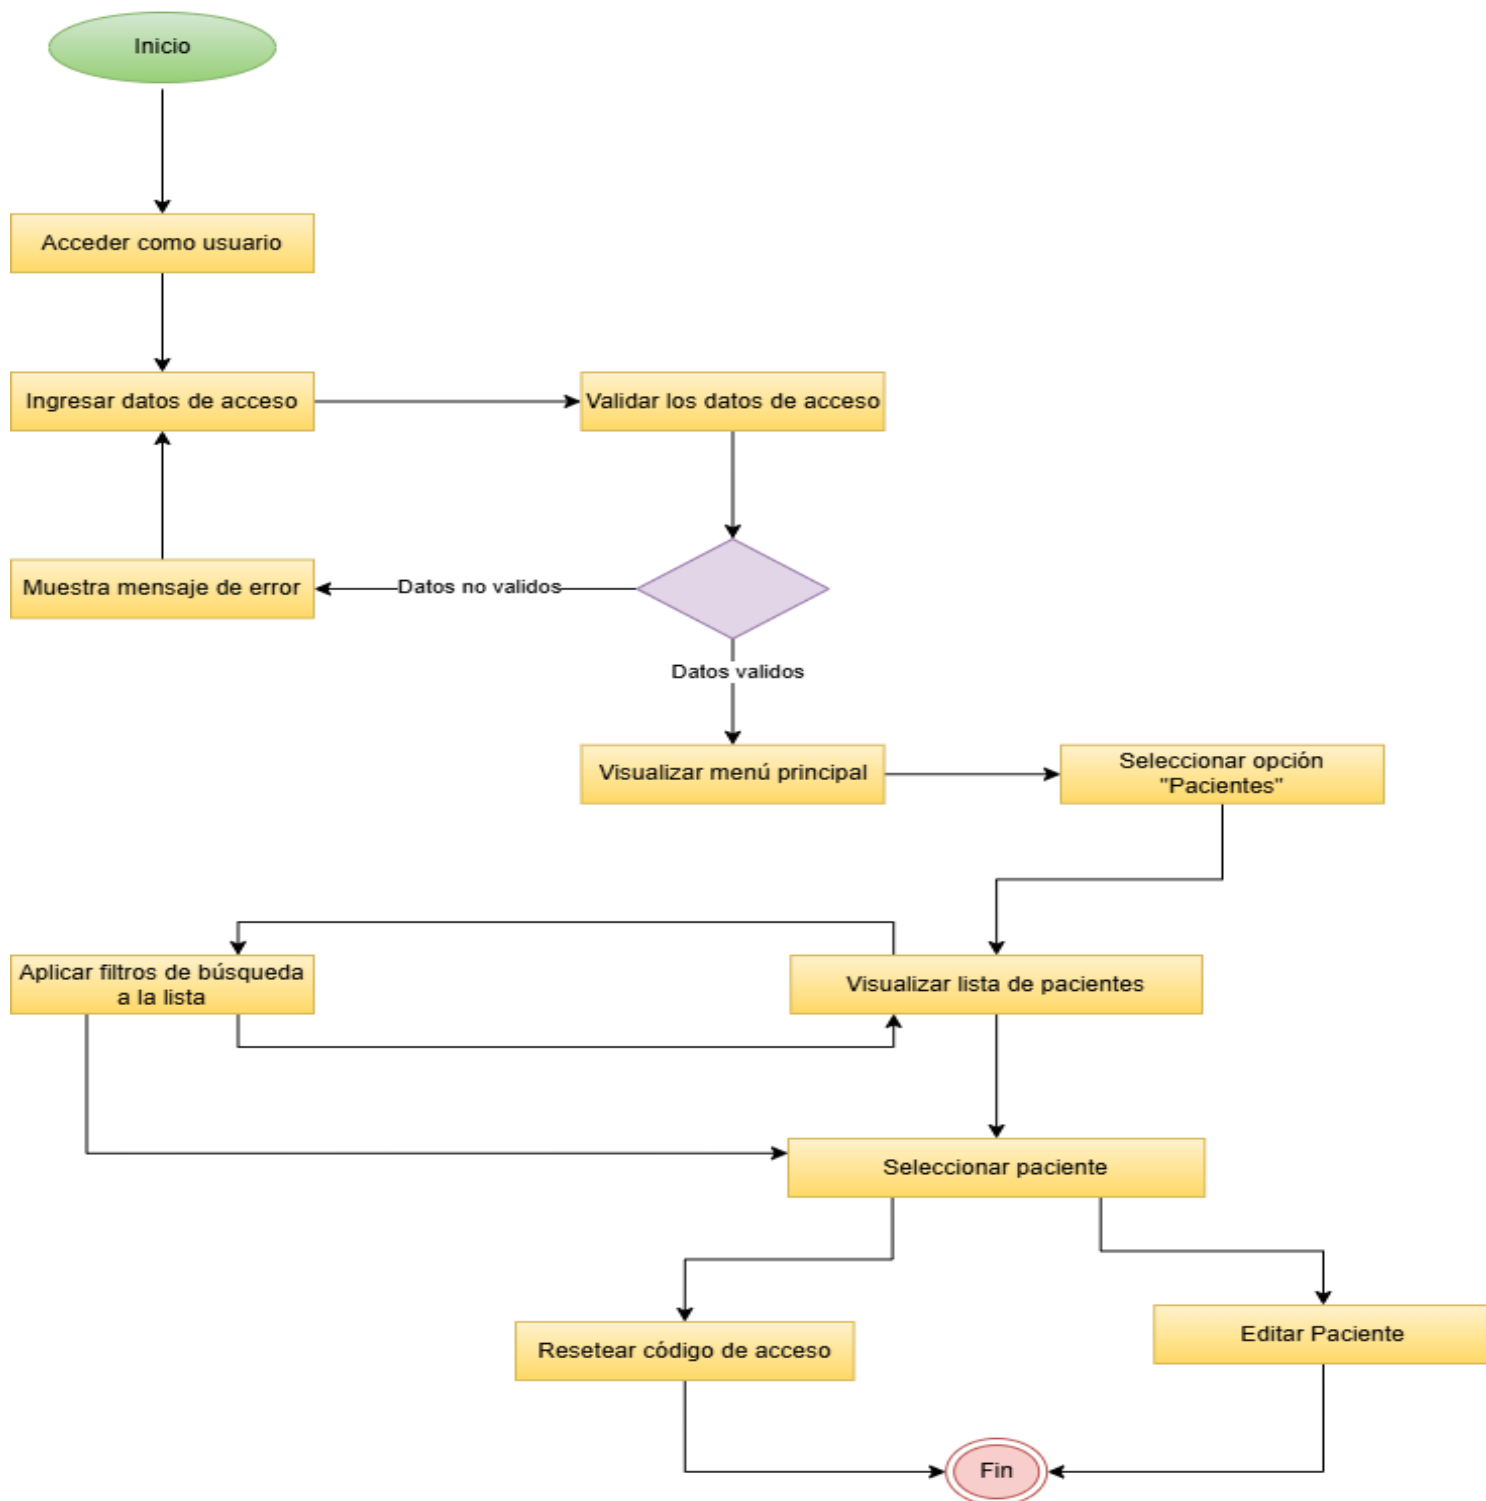 Inicio
Acceder como usuario
Ingresar datos de acceso
Validar los datos de acceso
Muestra mensaje de error
Datos no validos
Datos validos
Visualizar menú principal
Seleccionar opción
"Pacientes"
Aplicar filtros de búsqueda
a la lista
Visualizar lista de pacientes
Seleccionar paciente
Resetear código de acceso
Editar Paciente
Fin